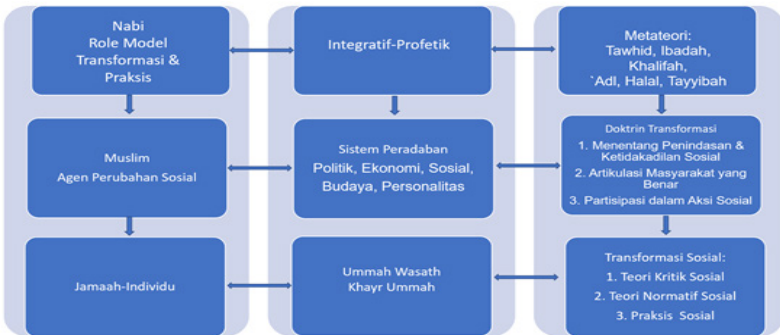 Nabi
Role Model
Transformasi &
Praksis
Integratif-Profetik
Metateori:
Tawhid, Ibadah,
Khalifah,
`Adl, Halal, Tayyibah
Muslim
Agen Perubahan Sosial
Sistem Peradaban
Politik, Ekonomi, Sosial,
Budaya, Personalitas
Doktrin Transformasi
1. Menentang Penindasan &
Ketidakadilan Sosial
2. Artikulasi Masyarakat yang
Benar
3. Partisipasi dalam Aksi Sosial
Jamaah-Individu
Ummah Wasath
Khayr Ummah
Transformasi Sosial:
1. Teori Kritik Sosial
2. Teori Normatif Sosial
3. Praksis Sosial